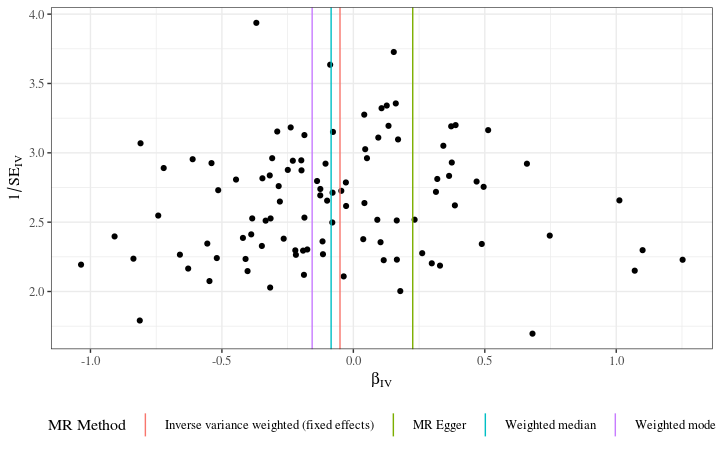 4.0
3.5
3.0
2.5
2.0
1/SE_IV
-1.0 -0.5 0.0 0.5 1.0
β_IV
MR Method Inverse variance weighted (fixed effects) MR Egger Weighted median Weighted mode